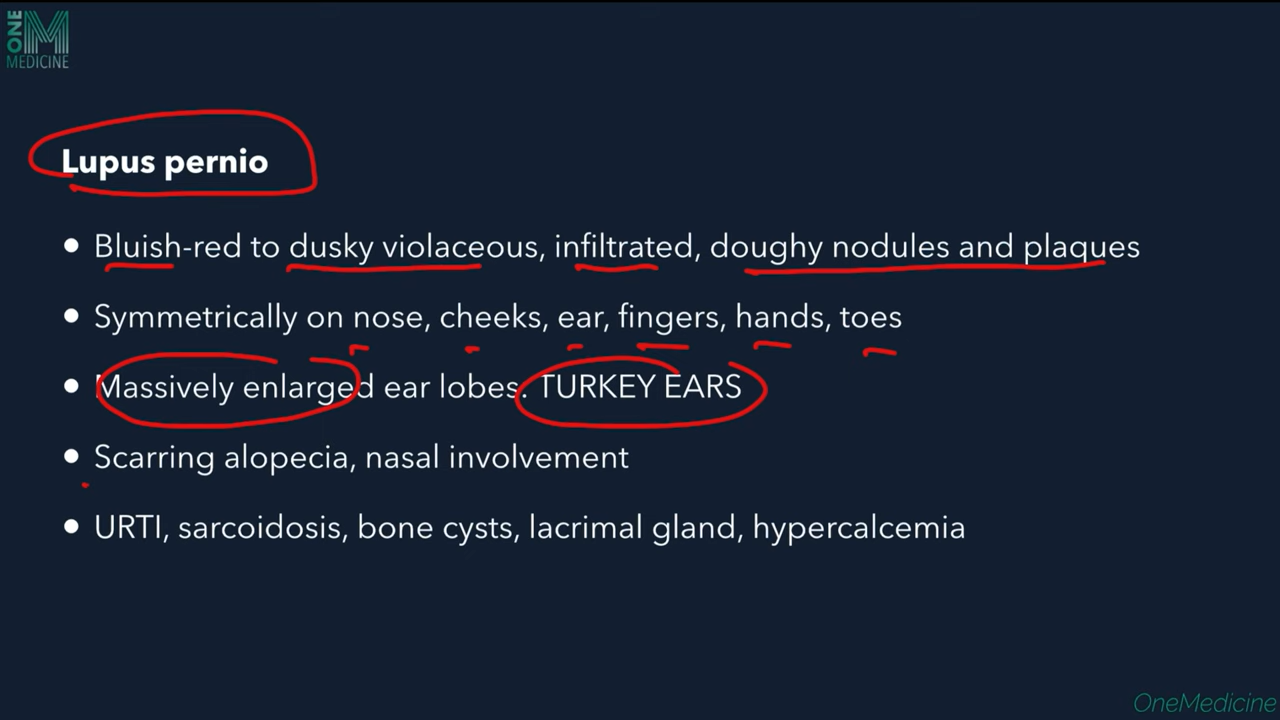 ONE M
MEDICINE
Lupus pernio
• Bluish-red to dusky violaceous, infiltrated, doughy nodules and plaques
• Symmetrically on nose, cheeks, ear, fingers, hands, toes
• Massively enlarged ear lobes. TURKEY EARS
• Scarring alopecia, nasal involvement
• URTI, sarcoidosis, bone cysts, lacrimal gland, hypercalcemia
OneMedicine